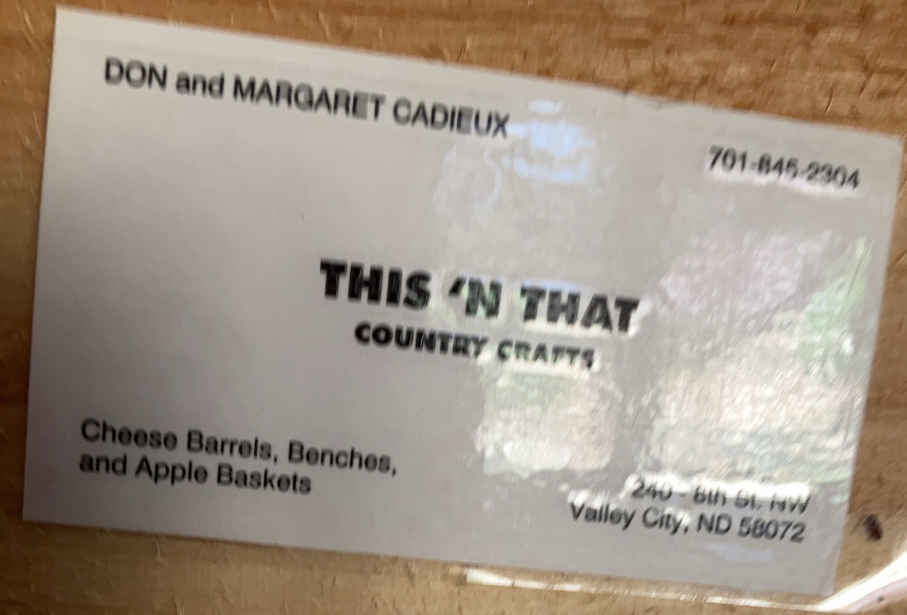 DON and MARGARET CADIEUX
701-845-2304
THIS 'N THAT
COUNTRY CRAFTS
Cheese Barrels, Benches,
and Apple Baskets
240 - 8th St. NW
Valley City, ND 58072